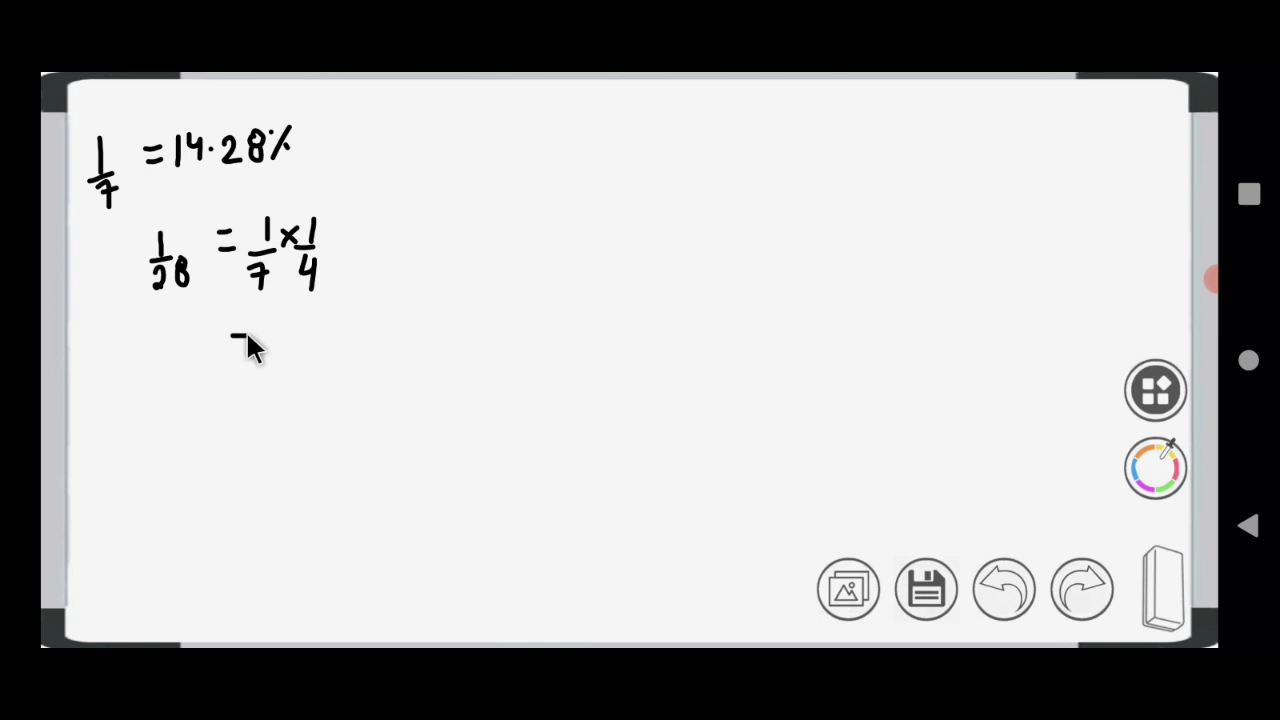 1/7 = 14.28%
1/28 = 1/7 × 1/4
-